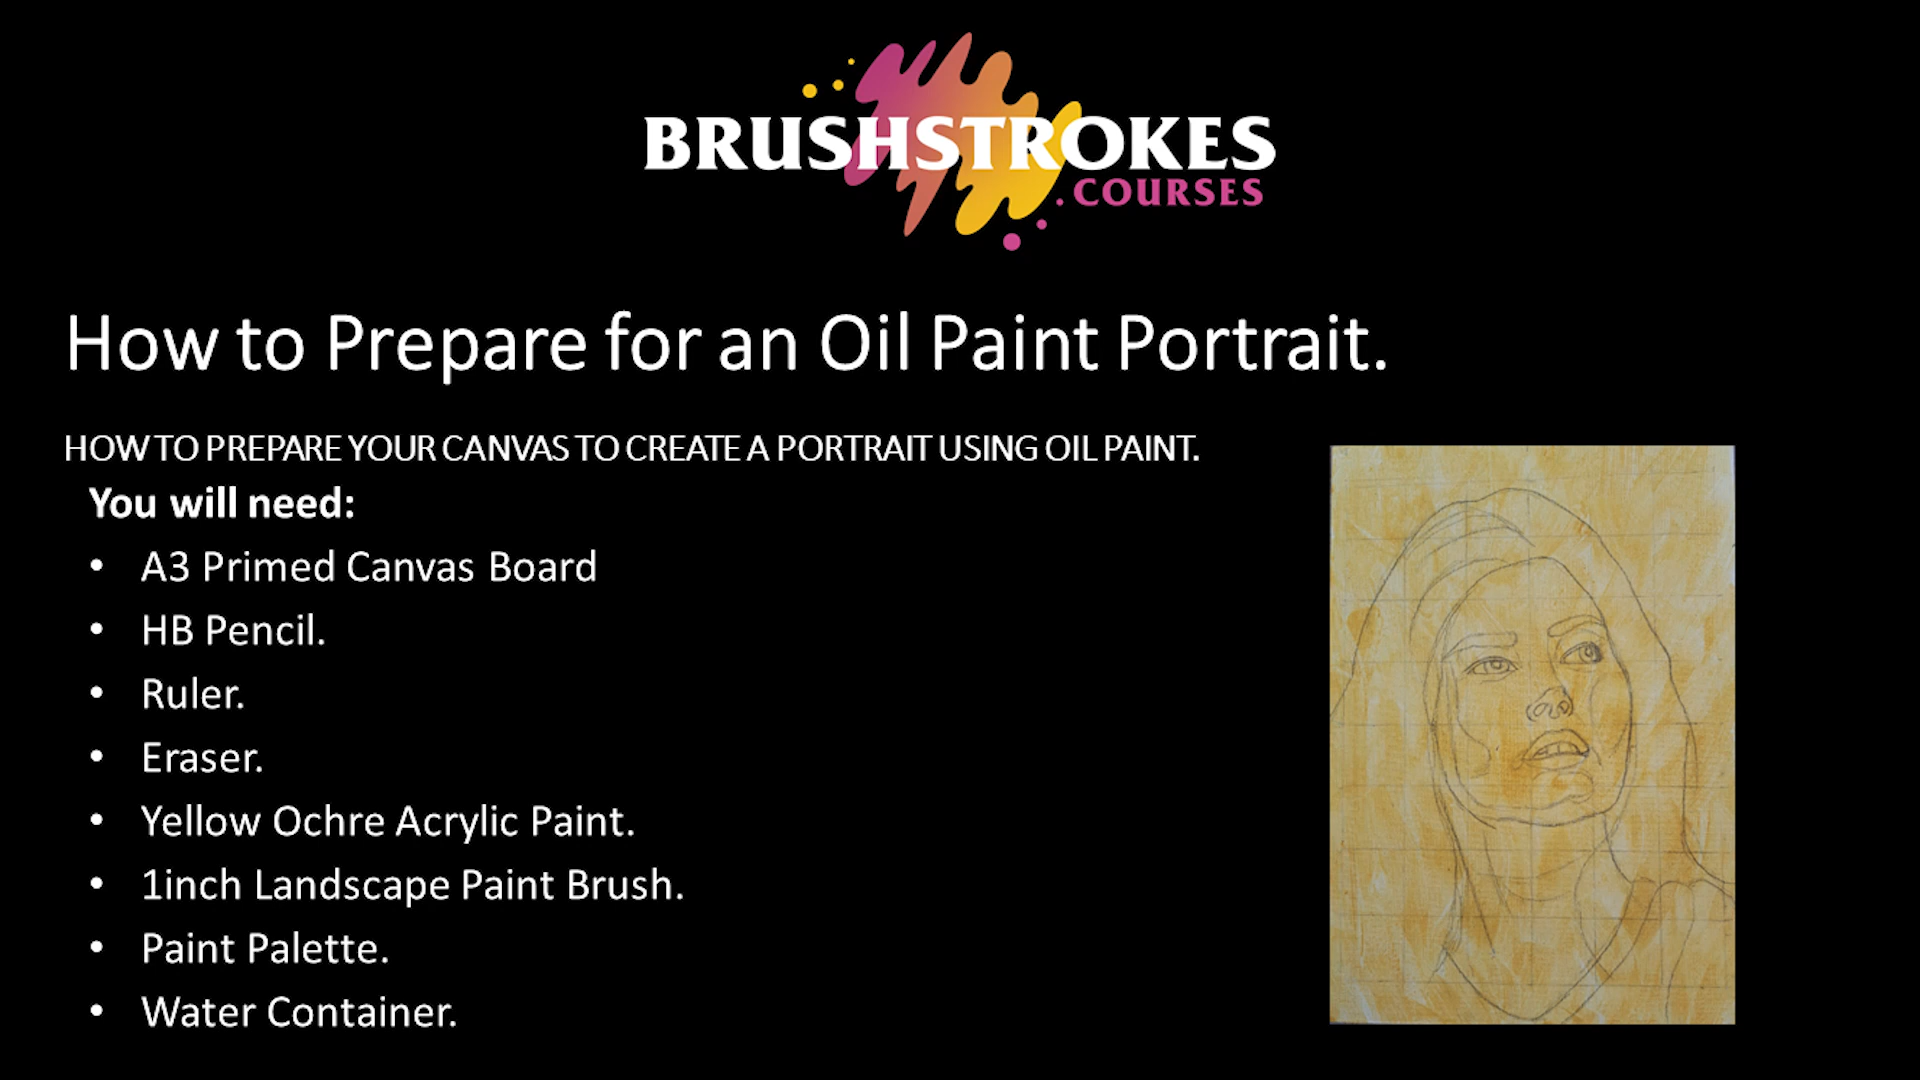 BRUSHSTROKES
.COURSES
How to Prepare for an Oil Paint Portrait.
HOW TO PREPARE YOUR CANVAS TO CREATE A PORTRAIT USING OIL PAINT.
You will need:
• A3 Primed Canvas Board
• HB Pencil.
• Ruler.
• Eraser.
• Yellow Ochre Acrylic Paint.
• 1inch Landscape Paint Brush.
• Paint Palette.
• Water Container.